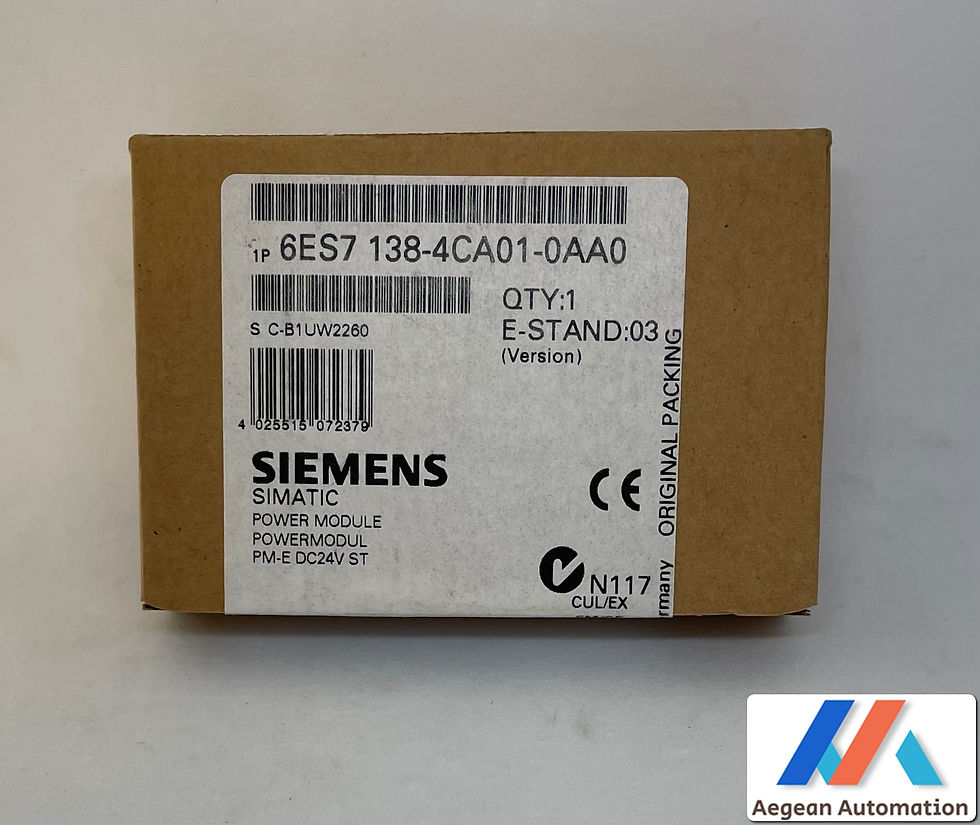 1P 6ES7 138-4CA01-0AA0
QTY:1
S C-B1UW2260
E-STAND:03
(Version)
4 025515 072379
SIEMENS
SIMATIC
POWER MODULE
POWERMODUL
PM-E DC24V ST
CE
N117
CUL/EX
ORIGINAL PACKING
Aegean Automation